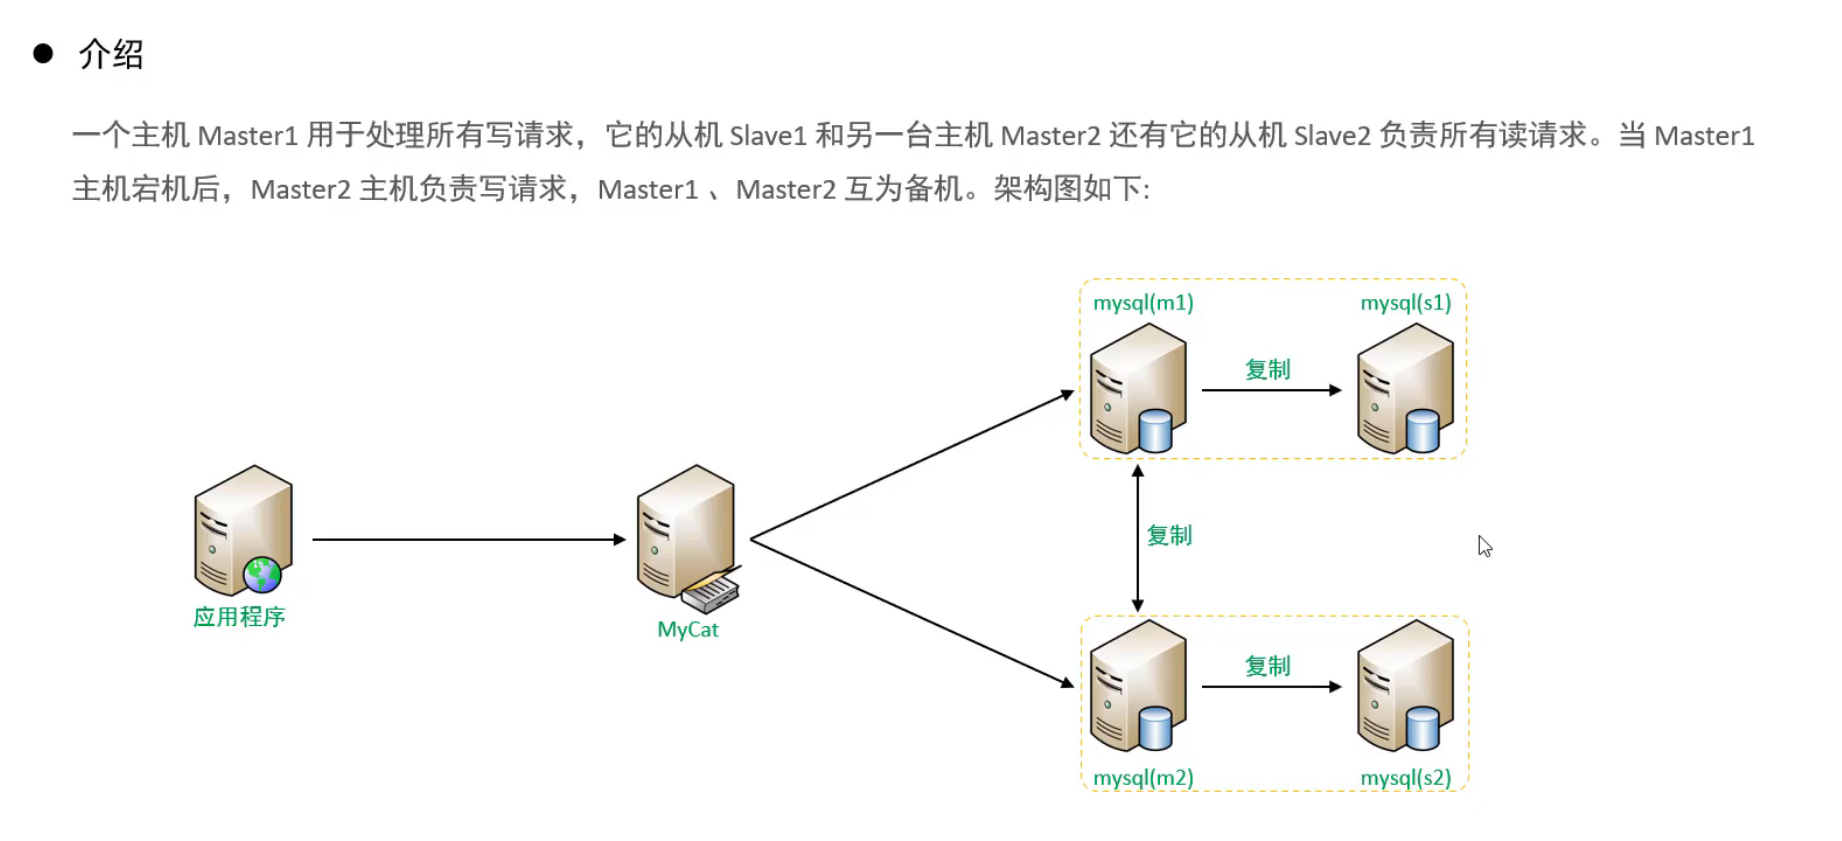 介绍
一个主机 Master1 用于处理所有写请求，它的从机 Slave1 和另一台主机 Master2 还有它的从机 Slave2 负责所有读请求。当 Master1
主机宕机后，Master2 主机负责写请求，Master1 、Master2 互为备机。架构图如下:
mysql(m1)
mysql(s1)
复制
复制
应用程序
MyCat
复制
mysql(m2)
mysql(s2)